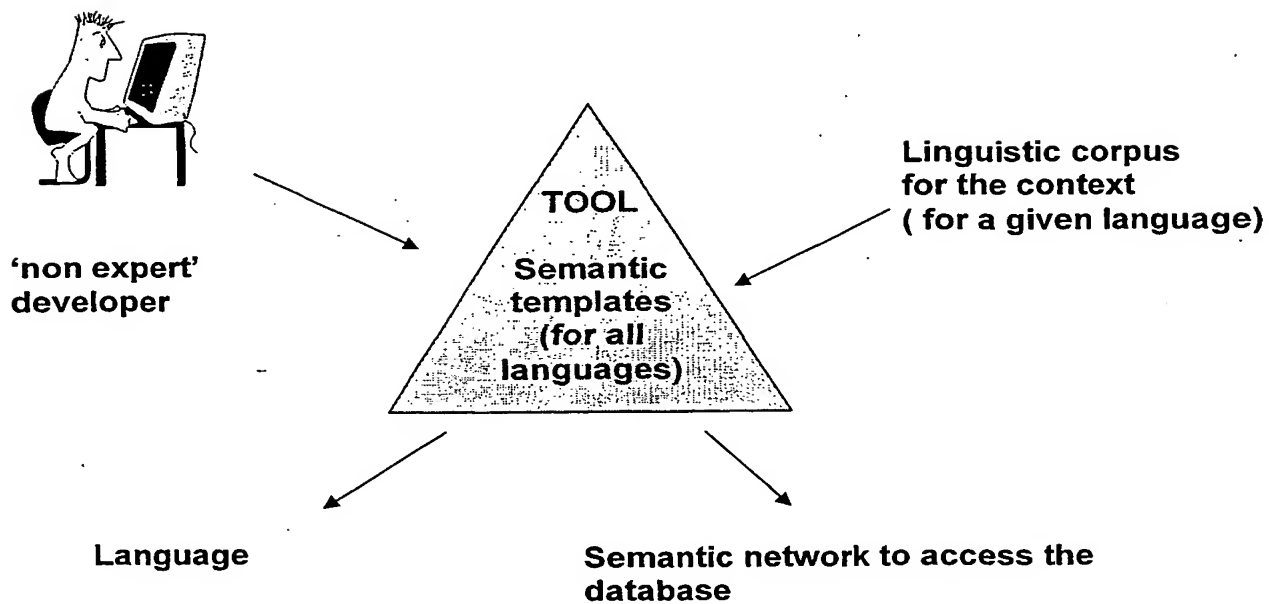 TOOL
Semantic
templates
(for all
languages)
'non expert'
developer
Linguistic corpus
for the context
( for a given language)
Language
Semantic network to access the
database